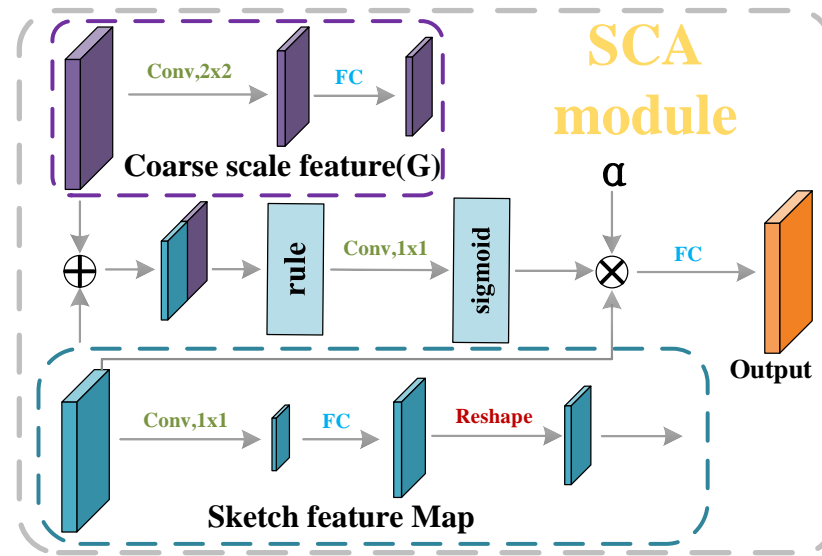 SCA
module
Conv,2x2
FC
Coarse scale feature(G)
α
rule
Conv,1x1
sigmoid
FC
Output
Conv,1x1
FC
Reshape
Sketch feature Map